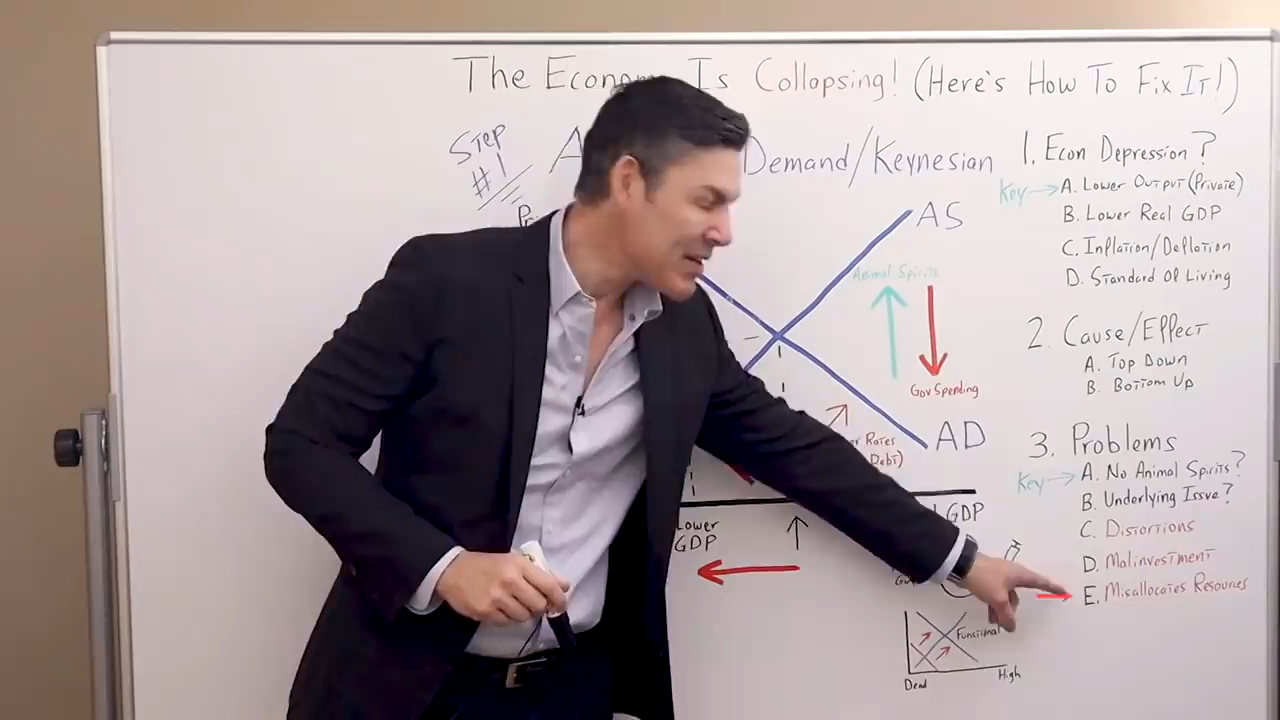 The Is Collapsing! (Here's How To Fix It!)
Step
#1
Demand/Keynesian
AS
Animal Spirits
Gov Spending
AD
Rates
Debt)
Lower
GDP
GDP
Functional
Dead
High
1. Econ Depression?
Key A. Lower Output (Private)
B. Lower Real GDP
C. Inflation/Deflation
D. Standard Of Living
2. Cause/Effect
A. Top Down
B. Bottom Up
3. Problems
Key A. No Animal Spirits?
B. Underlying Issue?
C. Distortions
D. Malinvestment
E. Misallocates Resources